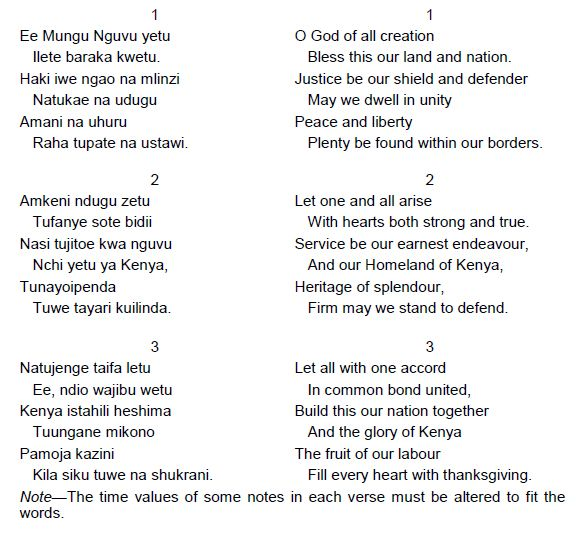 1
Ee Mungu Nguvu yetu
Ilete baraka kwetu.
Haki iwe ngao na mlinzi
Natukae na udugu
Amani na uhuru
Raha tupate na ustawi.
2
Amkeni ndugu zetu
Tufanye sote bidii
Nasi tujitoe kwa nguvu
Nchi yetu ya Kenya,
Tunayoipenda
Tuwe tayari kuilinda.
3
Natujenge taifa letu
Ee, ndio wajibu wetu
Kenya istahili heshima
Tuungane mikono
Pamoja kazini
Kila siku tuwe na shukrani.
1
O God of all creation
Bless this our land and nation.
Justice be our shield and defender
May we dwell in unity
Peace and liberty
Plenty be found within our borders.
2
Let one and all arise
With hearts both strong and true.
Service be our earnest endeavour,
And our Homeland of Kenya,
Heritage of splendour,
Firm may we stand to defend.
3
Let all with one accord
In common bond united,
Build this our nation together
And the glory of Kenya
The fruit of our labour
Fill every heart with thanksgiving.
Note—The time values of some notes in each verse must be altered to fit the
words.